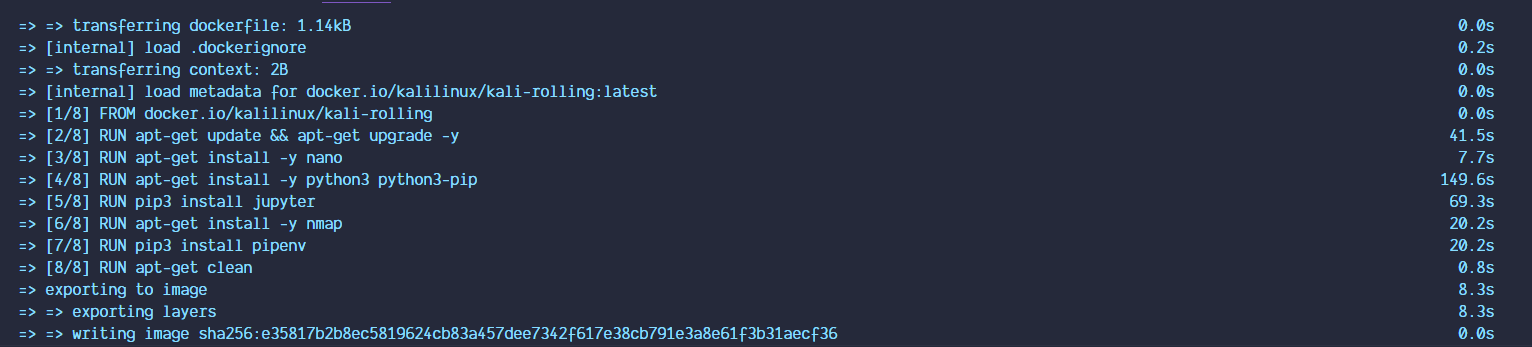 => => transferring dockerfile: 1.14kB 0.0s
=> [internal] load .dockerignore 0.2s
=> => transferring context: 2B 0.0s
=> [internal] load metadata for docker.io/kalilinux/kali-rolling:latest 0.0s
=> [1/8] FROM docker.io/kalilinux/kali-rolling 0.0s
=> [2/8] RUN apt-get update && apt-get upgrade -y 41.5s
=> [3/8] RUN apt-get install -y nano 7.7s
=> [4/8] RUN apt-get install -y python3 python3-pip 149.6s
=> [5/8] RUN pip3 install jupyter 69.3s
=> [6/8] RUN apt-get install -y nmap 20.2s
=> [7/8] RUN pip3 install pipenv 20.2s
=> [8/8] RUN apt-get clean 0.8s
=> exporting to image 8.3s
=> => exporting layers 8.3s
=> => writing image sha256:e35817b2b8ec5819624cb83a457dee7342f617e38cb791e3a8e61f3b31aecf36 0.0s